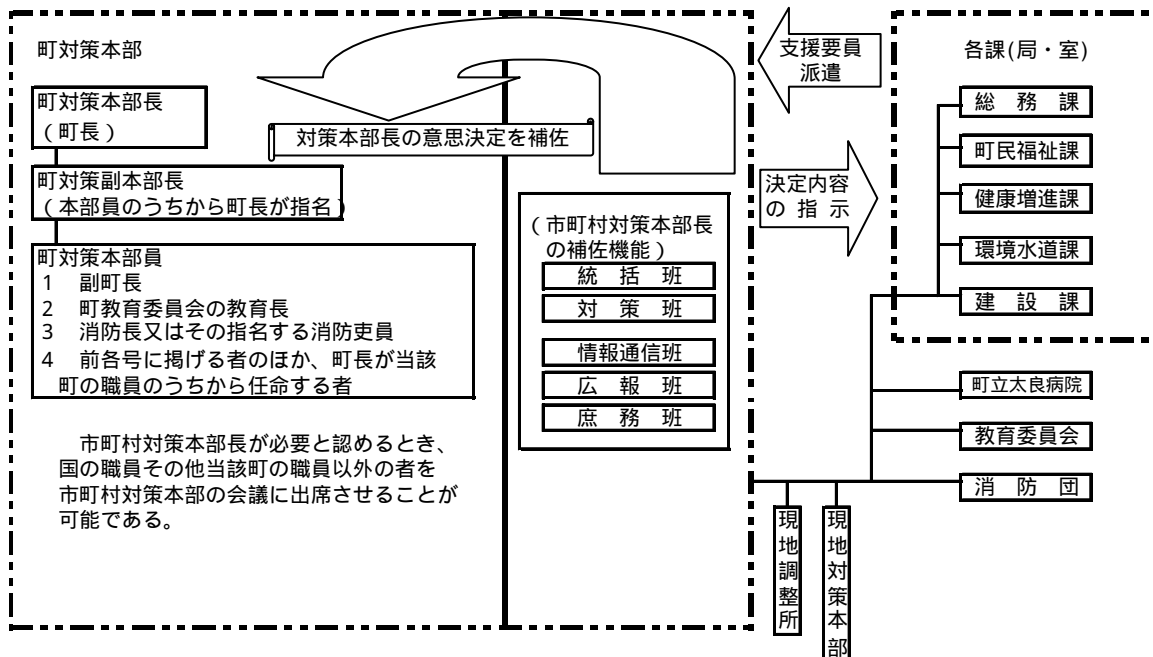 町対策本部
町対策本部長
（町長）
町対策副本部長
（本部員のうちから町長が指名）
町対策本部員
1 副町長
2 町教育委員会の教育長
3 消防長又はその指名する消防吏員
4 前各号に掲げる者のほか、町長が当該
町の職員のうちから任命する者
市町村対策本部長が必要と認めるとき、
国の職員その他当該町の職員以外の者を
市町村対策本部の会議に出席させることが
可能である。
対策本部長の意思決定を補佐
（市町村対策本部長
の補佐機能）
統括班
対策班
情報通信班
広報班
庶務班
支援要員
派遣
決定内容
の指示
各課(局・室)
総務課
町民福祉課
健康増進課
環境水道課
建設課
町立太良病院
教育委員会
消防団
現地調整所
現地対策本部